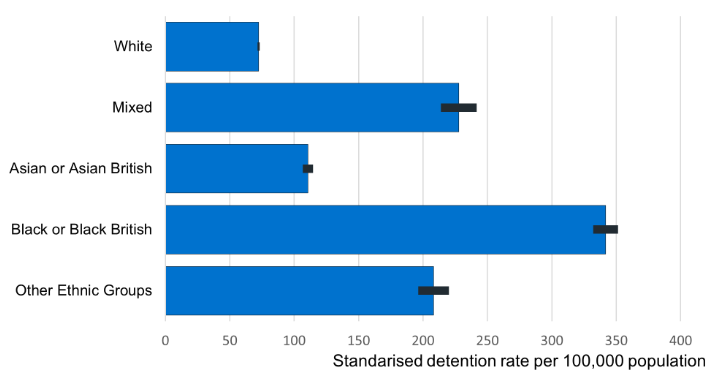 White
Mixed
Asian or Asian British
Black or Black British
Other Ethnic Groups
0 50 100 150 200 250 300 350 400
Standarised detention rate per 100,000 population